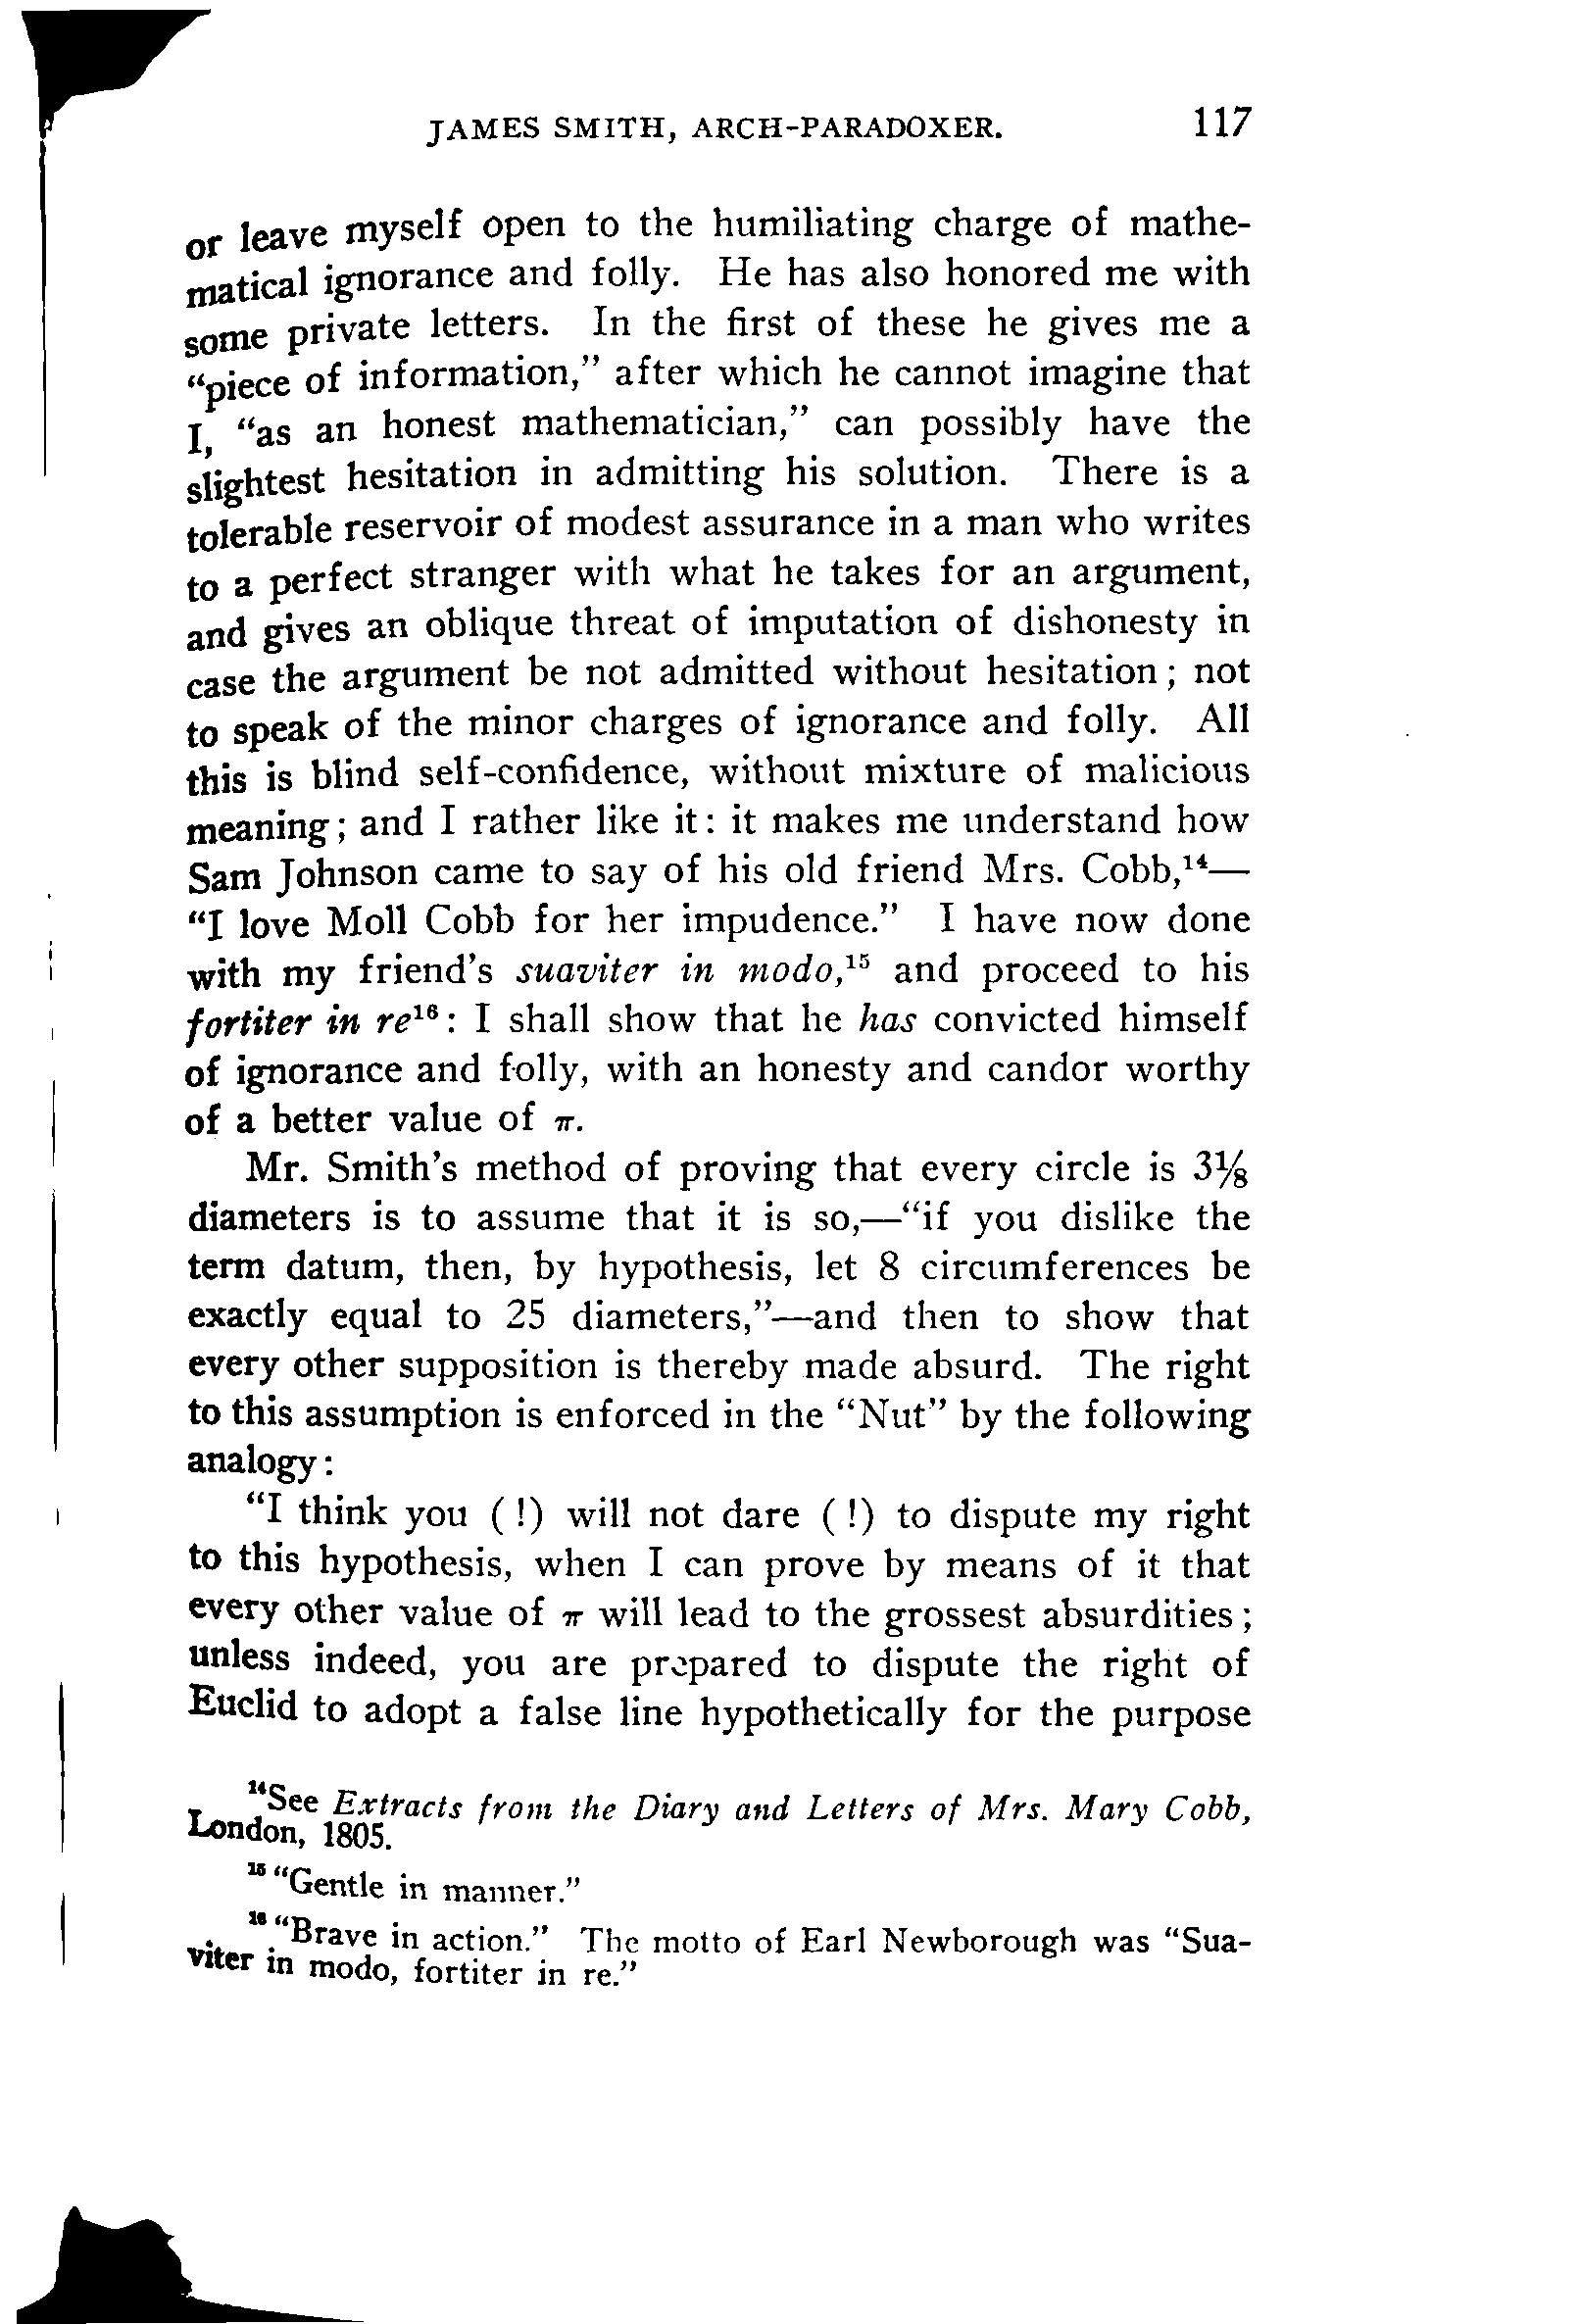 JAMES SMITH, ARCH-PARADOXER. 117
or leave myself open to the humiliating charge of mathe-
matical ignorance and folly. He has also honored me with
some private letters. In the first of these he gives me a
“piece of information,” after which he cannot imagine that
I, “as an honest mathematician,” can possibly have the
slightest hesitation in admitting his solution. There is a
tolerable reservoir of modest assurance in a man who writes
to a perfect stranger with what he takes for an argument,
and gives an oblique threat of imputation of dishonesty in
case the argument be not admitted without hesitation; not
to speak of the minor charges of ignorance and folly. All
this is blind self-confidence, without mixture of malicious
meaning; and I rather like it: it makes me understand how
Sam Johnson came to say of his old friend Mrs. Cobb,¹⁴—
“I love Moll Cobb for her impudence.” I have now done
with my friend’s suaviter in modo,¹⁵ and proceed to his
fortiter in re¹⁶: I shall show that he has convicted himself
of ignorance and folly, with an honesty and candor worthy
of a better value of π.
Mr. Smith’s method of proving that every circle is 3⅛
diameters is to assume that it is so,—“if you dislike the
term datum, then, by hypothesis, let 8 circumferences be
exactly equal to 25 diameters,”—and then to show that
every other supposition is thereby made absurd. The right
to this assumption is enforced in the “Nut” by the following
analogy:
“I think you (!) will not dare (!) to dispute my right
to this hypothesis, when I can prove by means of it that
every other value of π will lead to the grossest absurdities;
unless indeed, you are prepared to dispute the right of
Euclid to adopt a false line hypothetically for the purpose
¹⁴See Extracts from the Diary and Letters of Mrs. Mary Cobb,
London, 1805.
¹⁵ “Gentle in manner.”
¹⁶ “Brave in action.” The motto of Earl Newborough was “Sua-
viter in modo, fortiter in re.”